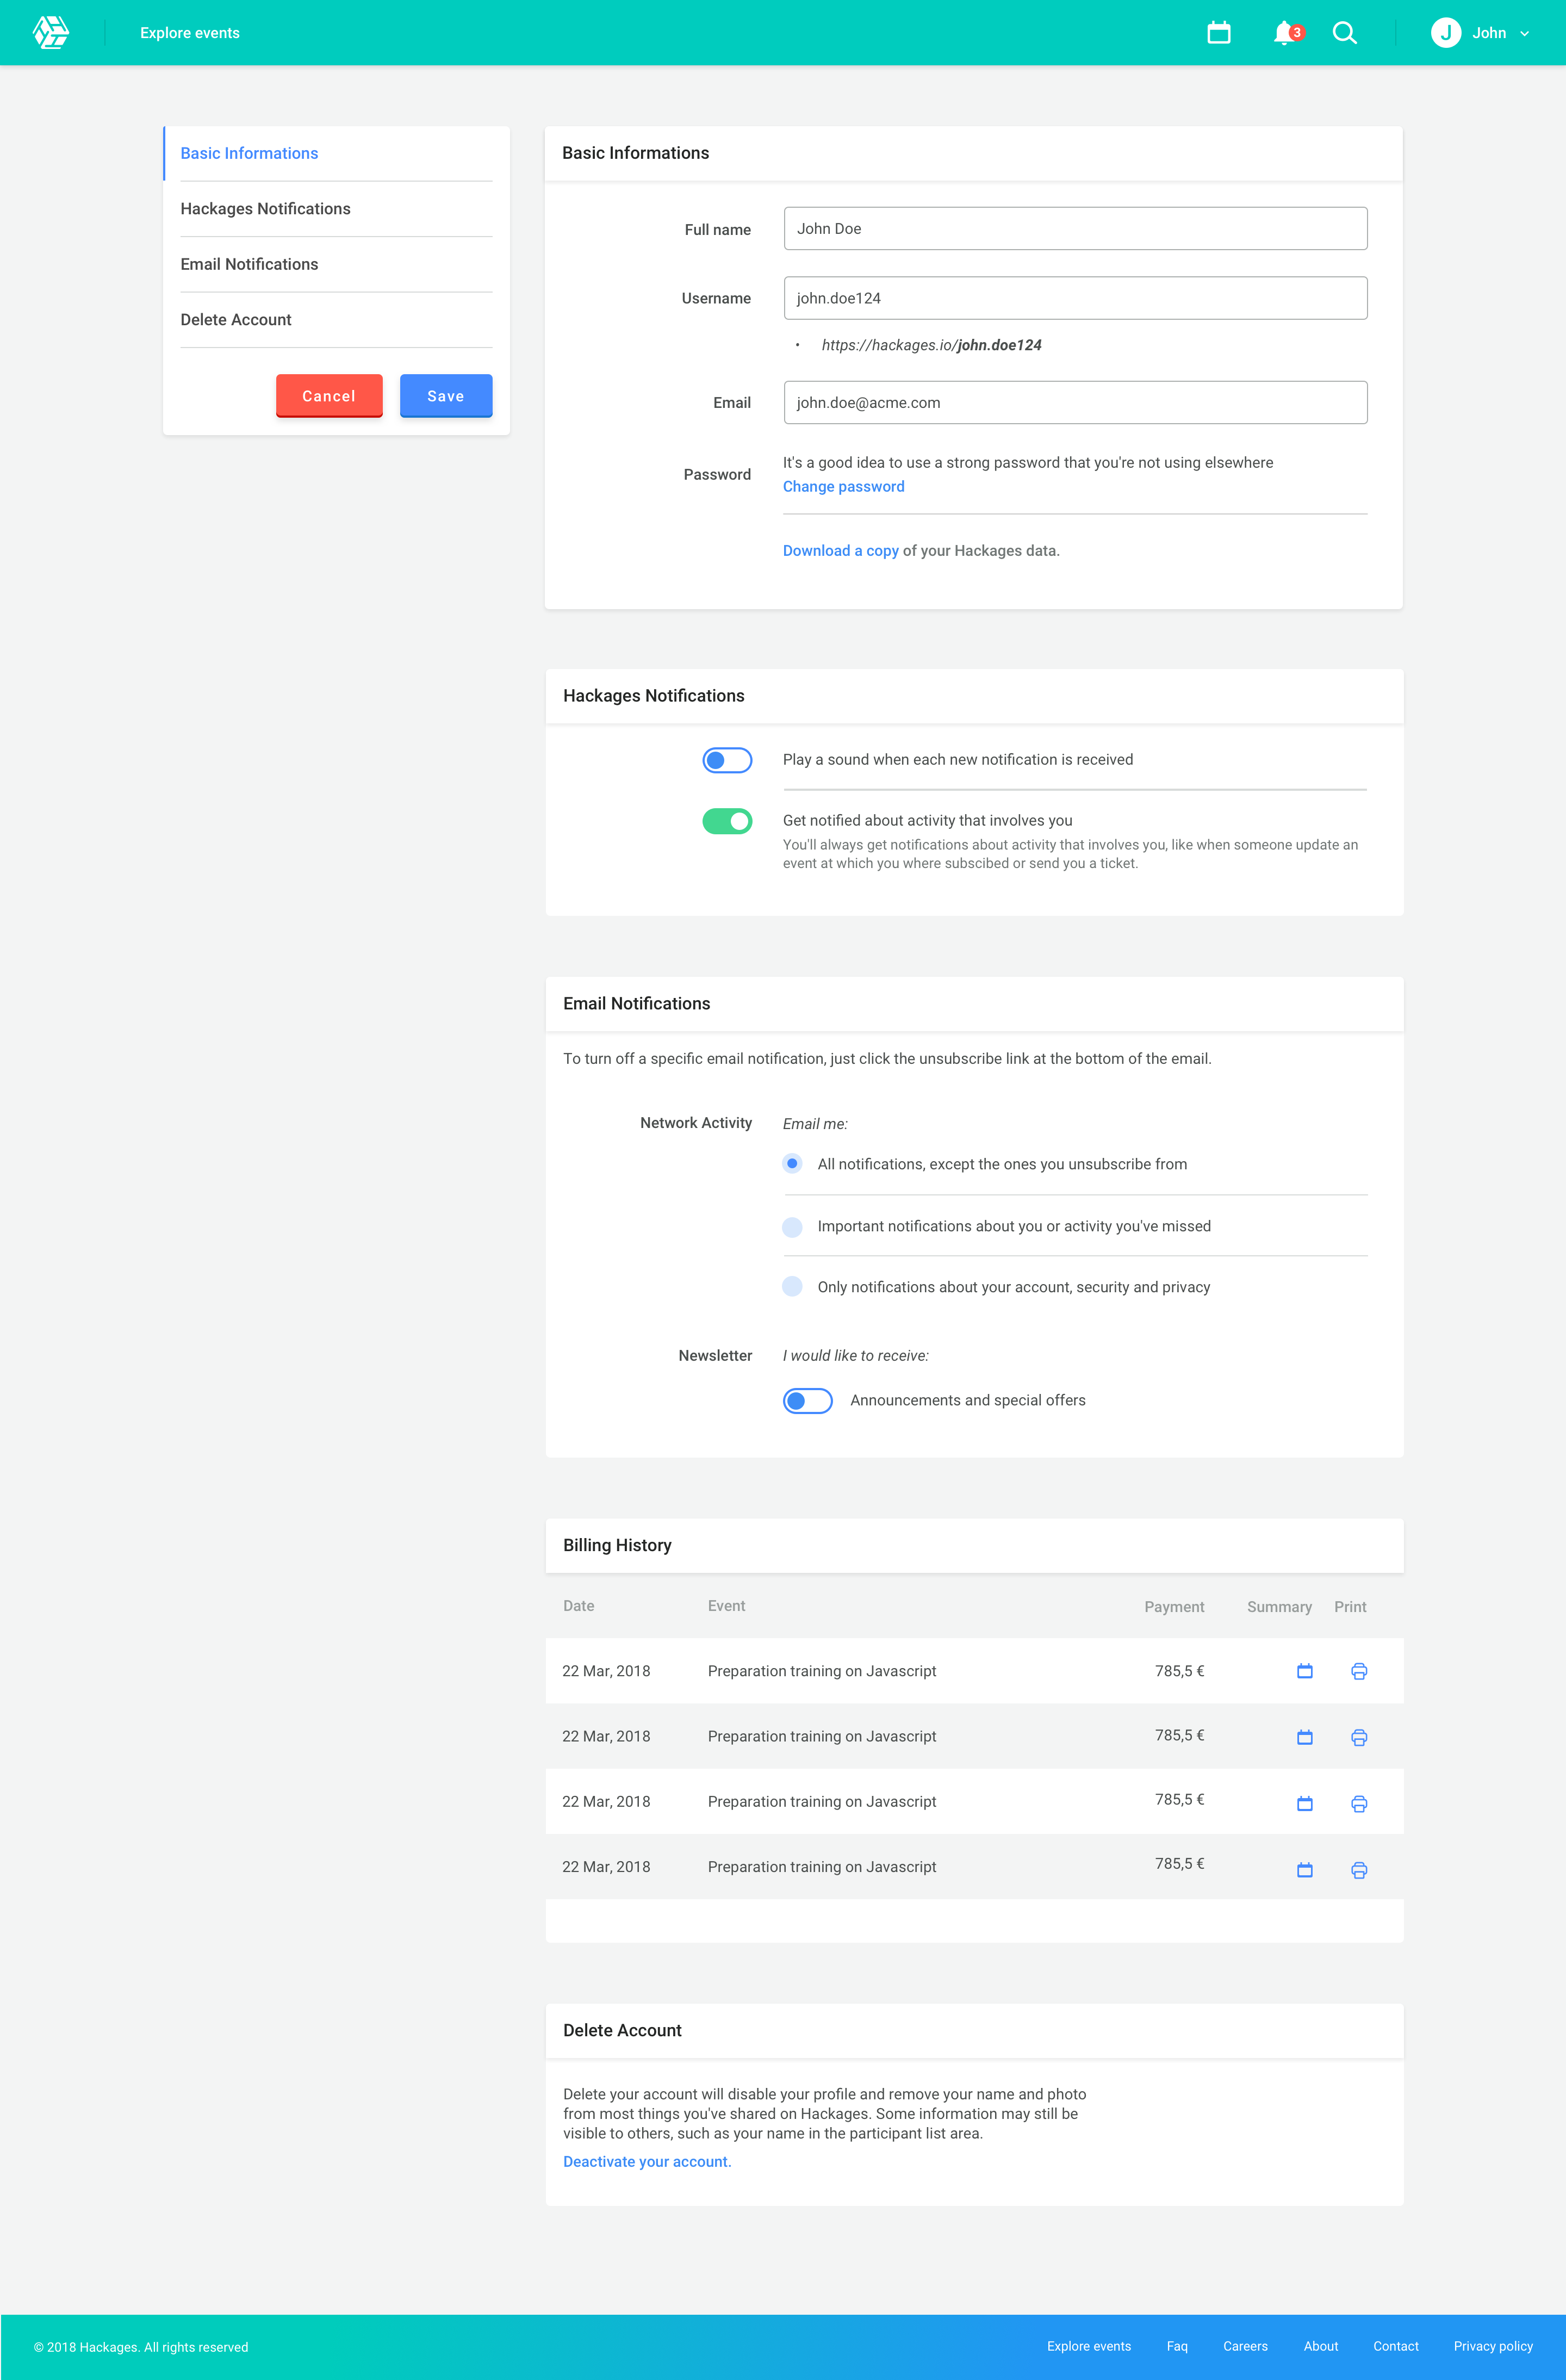 Explore events
3
J
John
Basic Informations
Hackages Notifications
Email Notifications
Delete Account
Cancel
Save
Basic Informations
Full name
John Doe
Username
john.doe124
• https://hackages.io/john.doe124
Email
john.doe@acme.com
Password
It's a good idea to use a strong password that you're not using elsewhere
Change password
Download a copy of your Hackages data.
Hackages Notifications
Play a sound when each new notification is received
Get notified about activity that involves you
You'll always get notifications about activity that involves you, like when someone update an
event at which you where subscibed or send you a ticket.
Email Notifications
To turn off a specific email notification, just click the unsubscribe link at the bottom of the email.
Network Activity
Email me:
All notifications, except the ones you unsubscribe from
Important notifications about you or activity you've missed
Only notifications about your account, security and privacy
Newsletter
I would like to receive:
Announcements and special offers
Billing History
Date Event Payment Summary Print
22 Mar, 2018 Preparation training on Javascript 785,5 €
22 Mar, 2018 Preparation training on Javascript 785,5 €
22 Mar, 2018 Preparation training on Javascript 785,5 €
22 Mar, 2018 Preparation training on Javascript 785,5 €
Delete Account
Delete your account will disable your profile and remove your name and photo
from most things you've shared on Hackages. Some information may still be
visible to others, such as your name in the participant list area.
Deactivate your account.
© 2018 Hackages. All rights reserved
Explore events Faq Careers About Contact Privacy policy